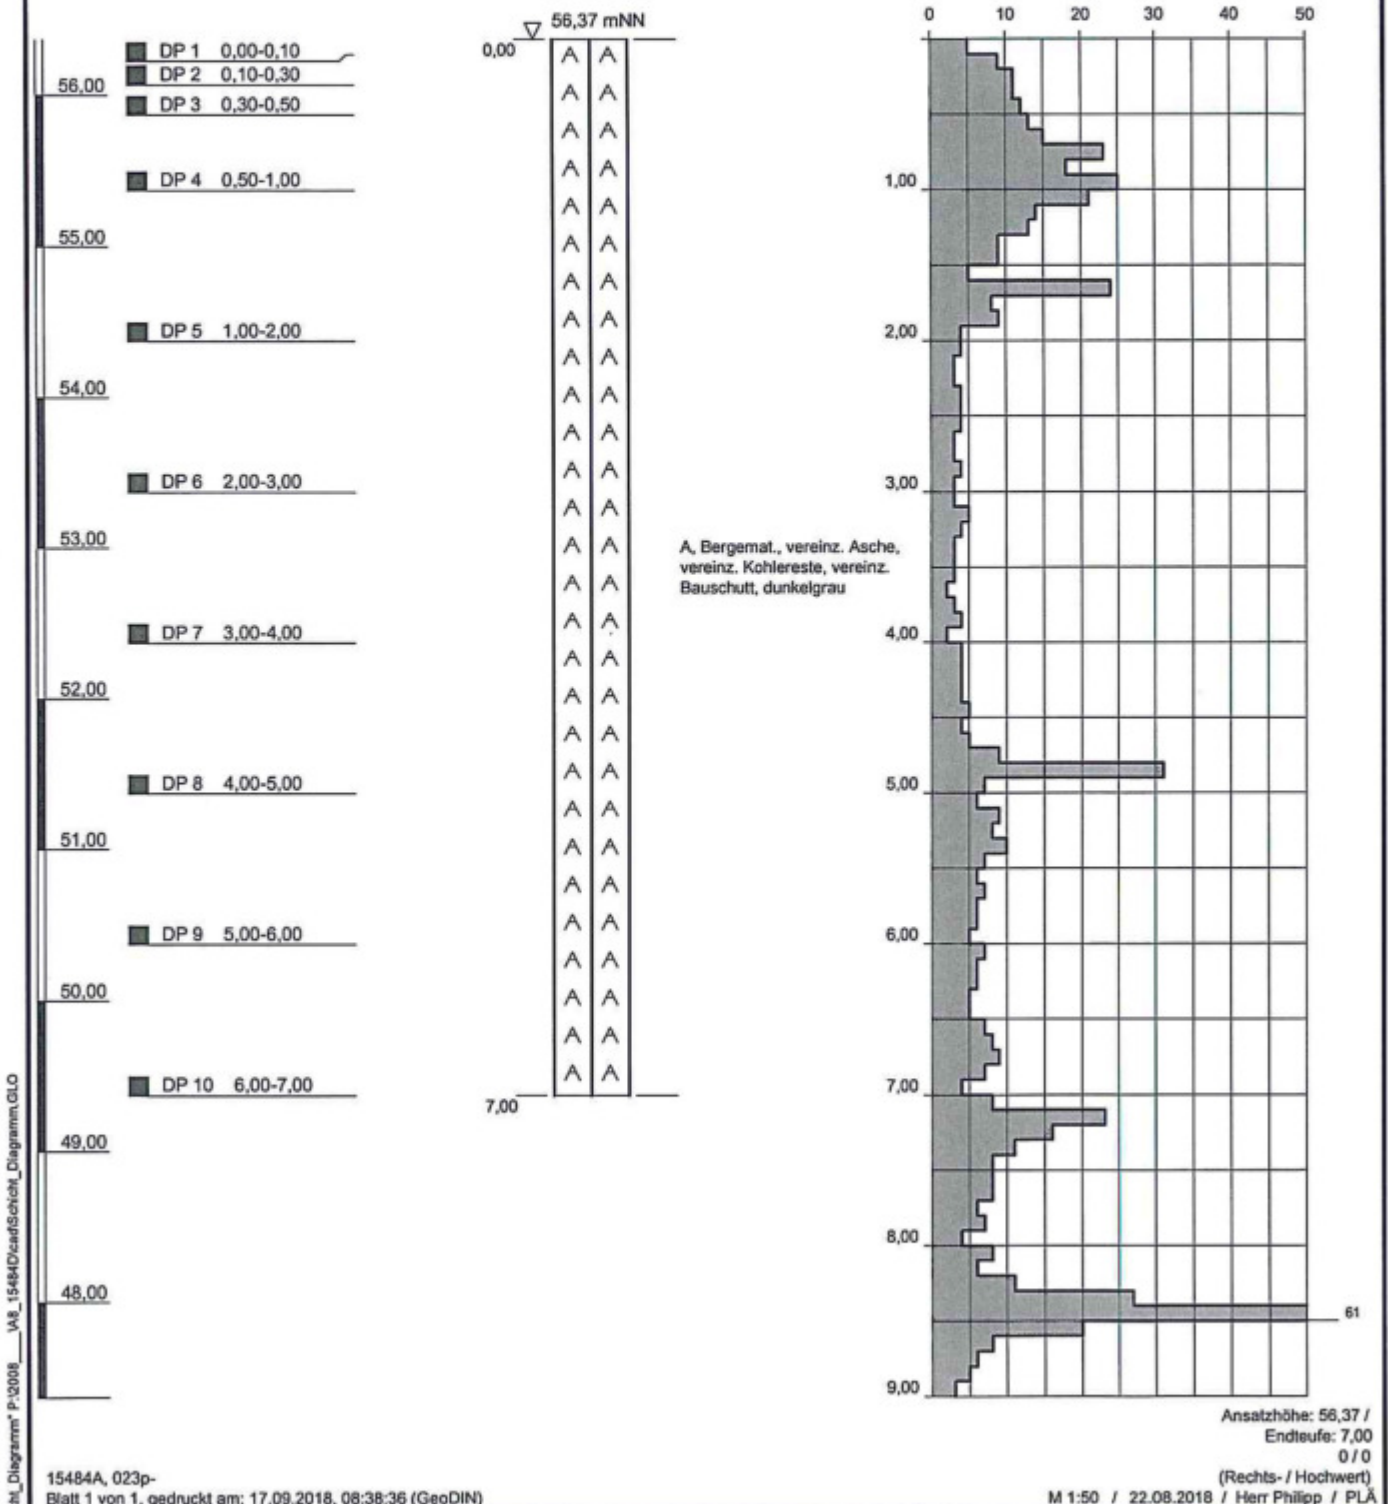 56,37 mNN
0 10 20 30 40 50
0,00
DP 1 0,00-0,10
DP 2 0,10-0,30
56,00
DP 3 0,30-0,50
DP 4 0,50-1,00
1,00
55,00
DP 5 1,00-2,00
2,00
54,00
DP 6 2,00-3,00
3,00
53,00
A, Bergemat., vereinz. Asche,
vereinz. Kohlereste, vereinz.
Bauschutt, dunkelgrau
DP 7 3,00-4,00
4,00
52,00
DP 8 4,00-5,00
5,00
51,00
DP 9 5,00-6,00
6,00
50,00
DP 10 6,00-7,00
7,00
7,00
49,00
8,00
48,00
61
9,00
Ansatzhöhe: 56,37 /
Endteufe: 7,00
0 / 0
(Rechts- / Hochwert)
M 1:50 / 22.08.2018 / Herr Philipp / PLÄ
15484A, 023p-
Blatt 1 von 1, gedruckt am: 17.09.2018, 08:38:36 (GeoDIN)